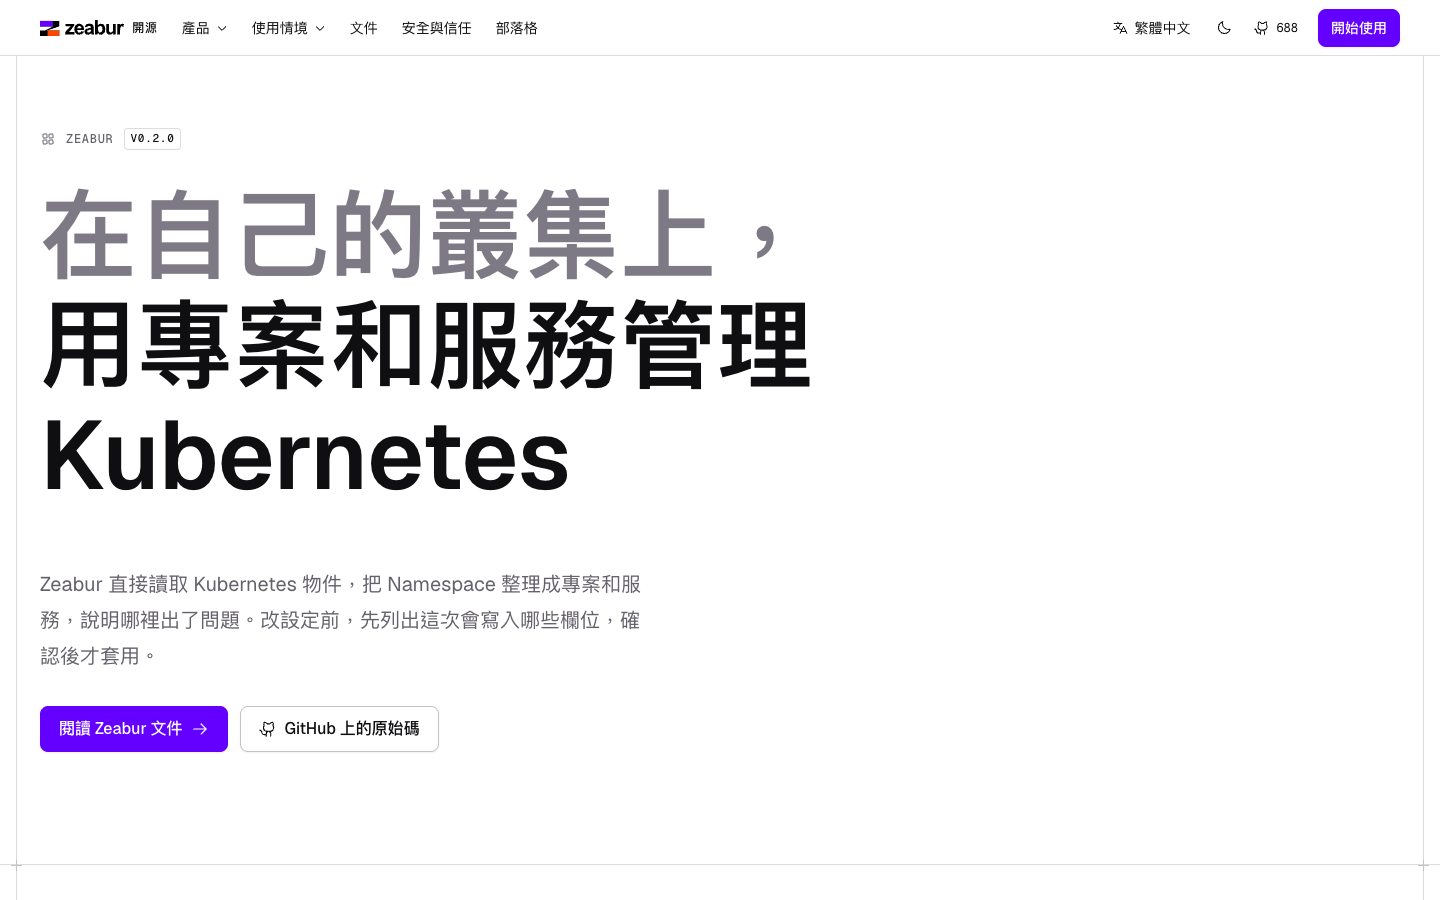 zeabur 開源 產品 使用情境 文件 安全與信任 部落格 繁體中文 688 開始使用
ZEABUR V0.2.0
在自己的叢集上，
用專案和服務管理
Kubernetes
Zeabur 直接讀取 Kubernetes 物件，把 Namespace 整理成專案和服
務，說明哪裡出了問題。改設定前，先列出這次會寫入哪些欄位，確
認後才套用。
閱讀 Zeabur 文件 GitHub 上的原始碼